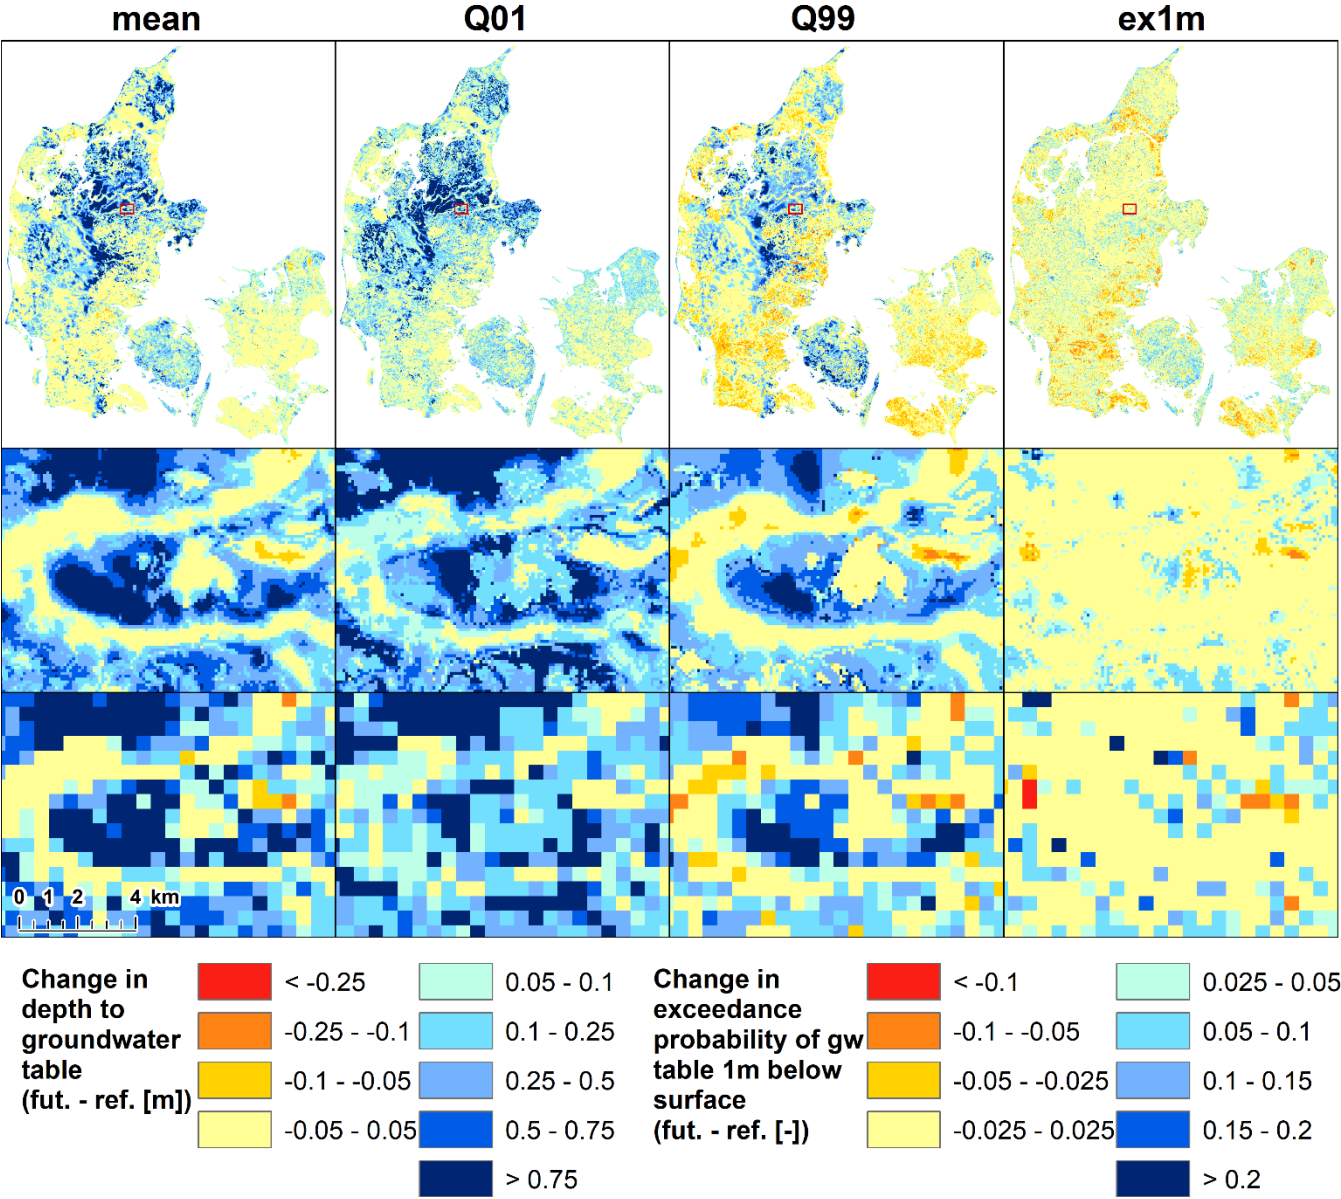 mean Q01 Q99 ex1m
0 1 2 4 km
Change in
depth to
groundwater
table
(fut. - ref. [m])
< -0.25
-0.25 - -0.1
-0.1 - -0.05
-0.05 - 0.05
0.05 - 0.1
0.1 - 0.25
0.25 - 0.5
0.5 - 0.75
> 0.75
Change in
exceedance
probability of gw
table 1m below
surface
(fut. - ref. [-])
< -0.1
-0.1 - -0.05
-0.05 - -0.025
-0.025 - 0.025
0.025 - 0.05
0.05 - 0.1
0.1 - 0.15
0.15 - 0.2
> 0.2